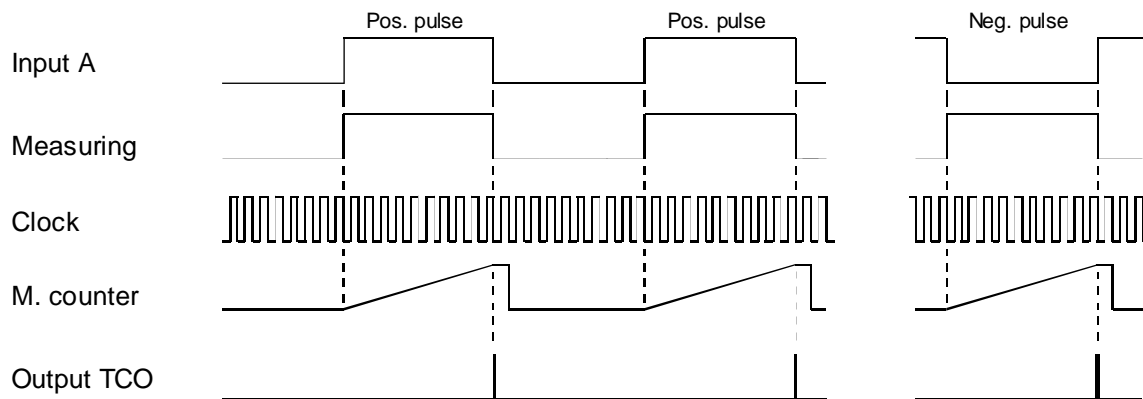 Pos. pulse Pos. pulse Neg. pulse
Input A
Measuring
Clock
M. counter
Output TCO